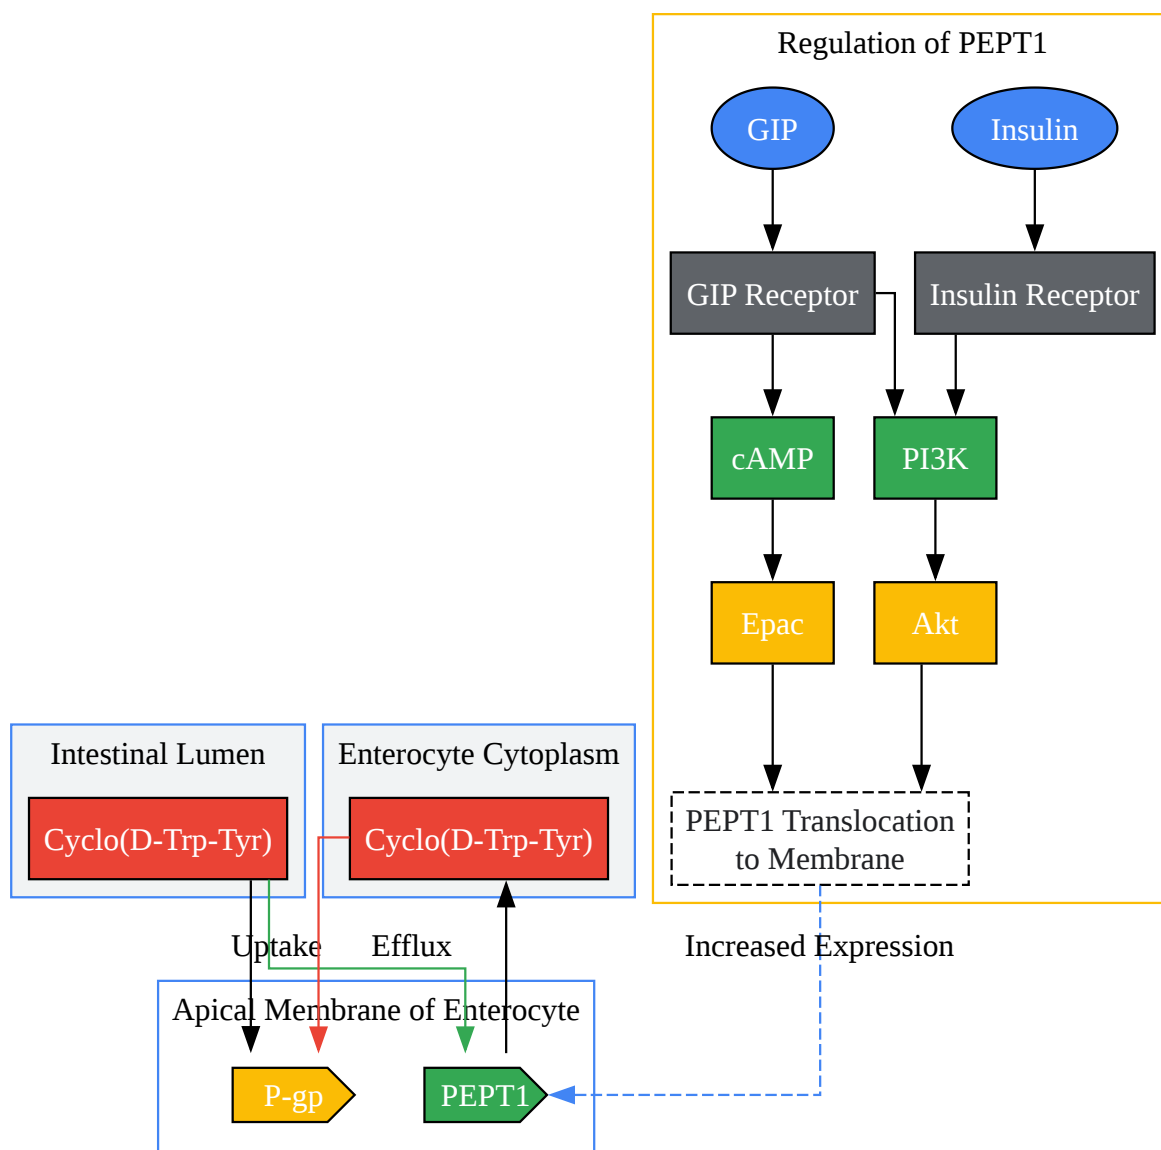 Regulation of PEPT1
GIP
Insulin
GIP Receptor
Insulin Receptor
cAMP
PI3K
Epac
Akt
PEPT1 Translocation
to Membrane
Intestinal Lumen
Cyclo(D-Trp-Tyr)
Enterocyte Cytoplasm
Cyclo(D-Trp-Tyr)
Uptake
Efflux
Increased Expression
Apical Membrane of Enterocyte
P-gp
PEPT1